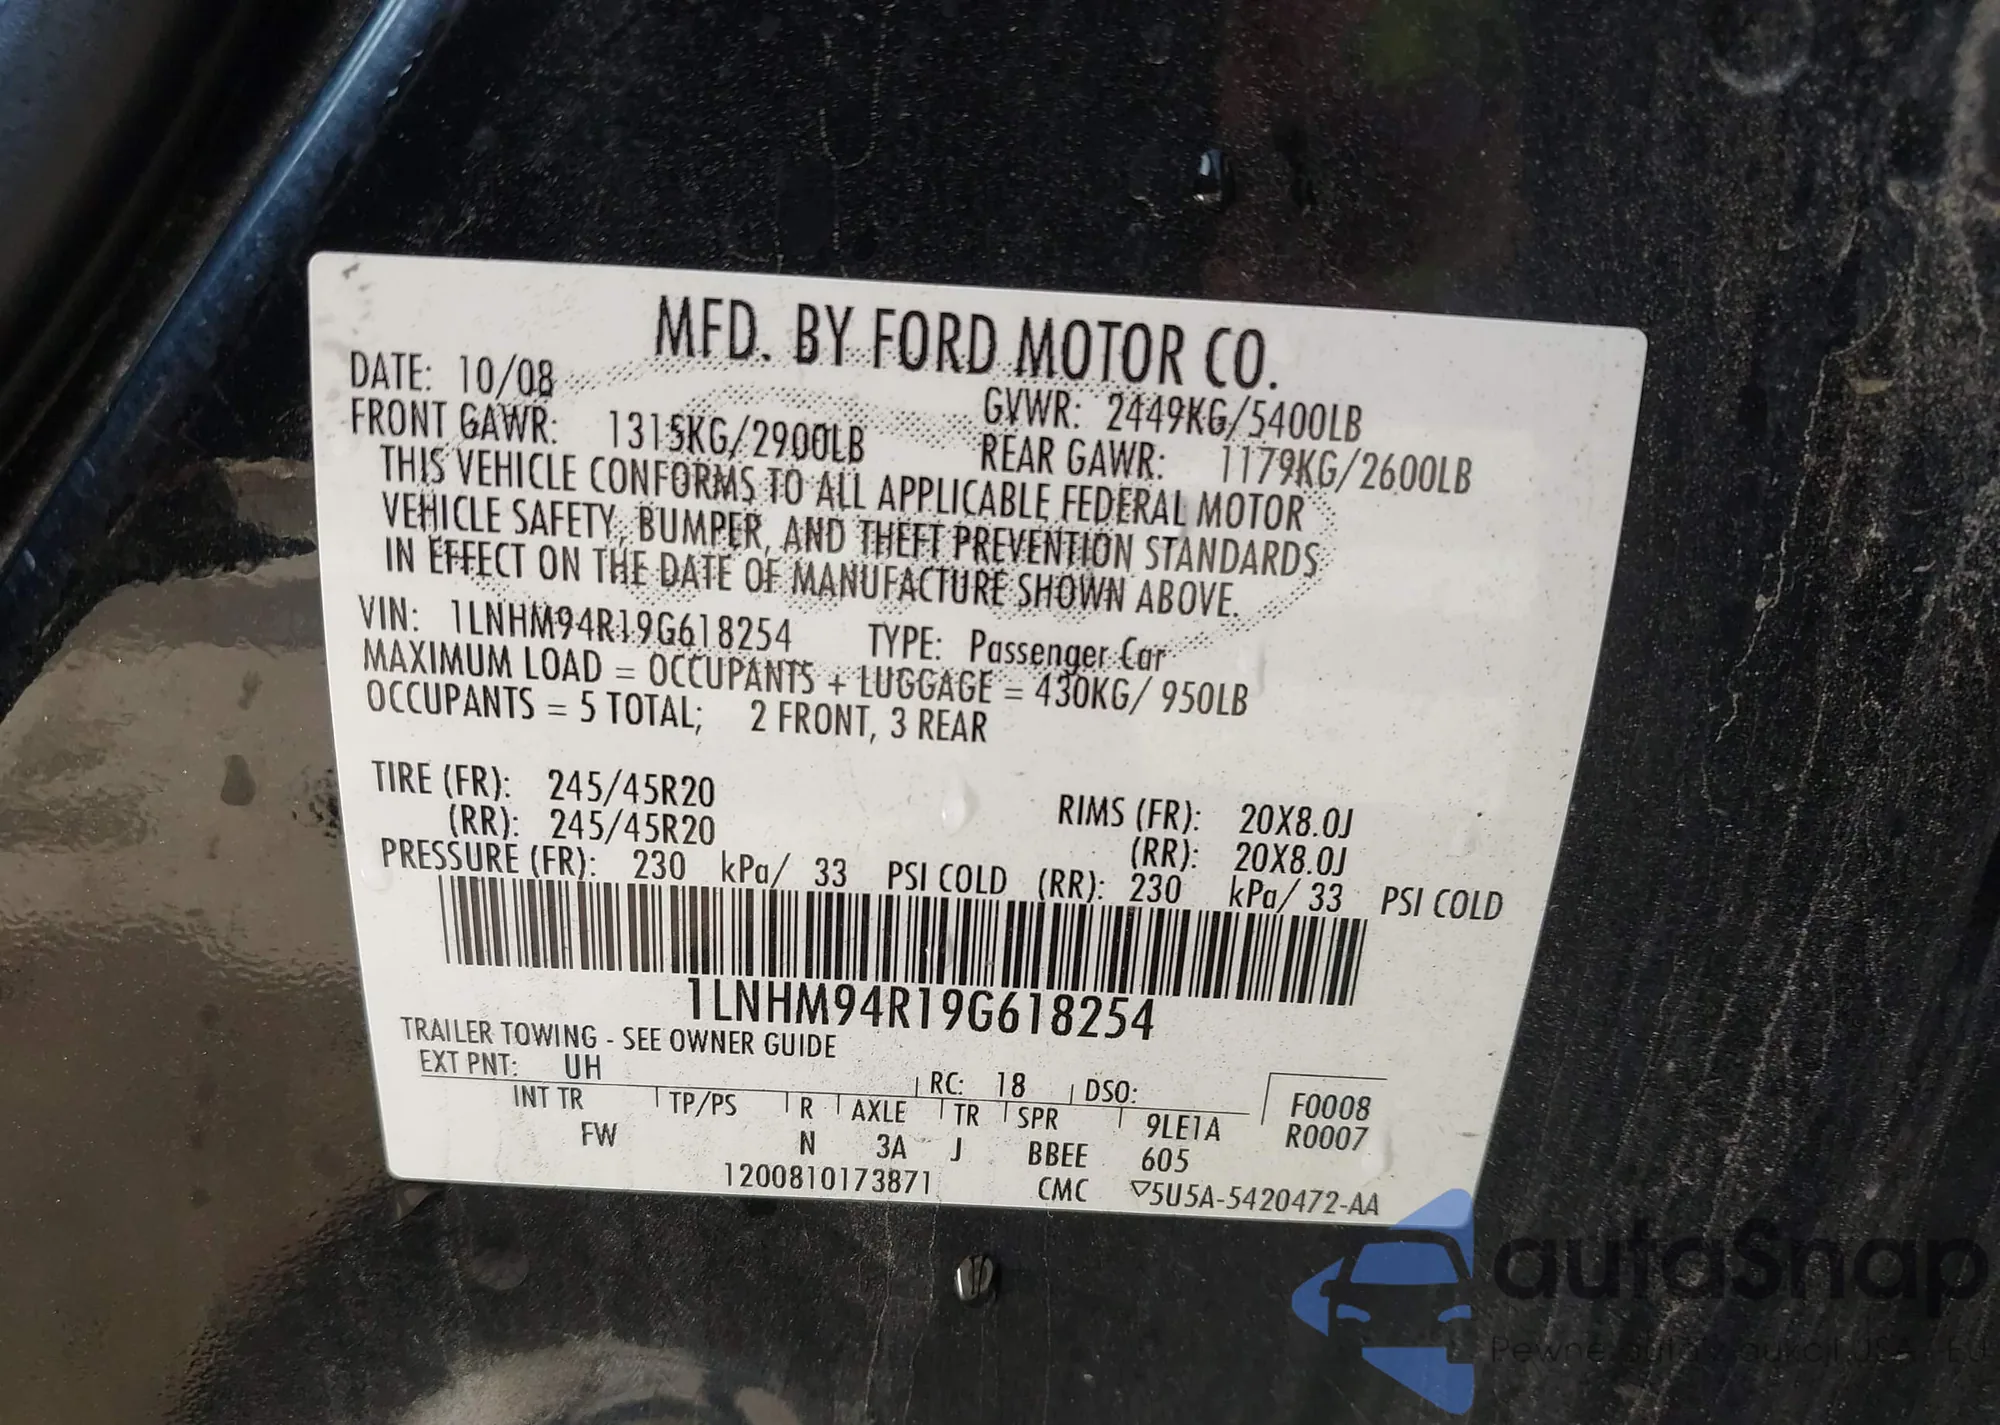 MFD. BY FORD MOTOR CO.
DATE: 10/08 GVWR: 2449KG/5400LB
FRONT GAWR: 1315KG/2900LB REAR GAWR: 1179KG/2600LB
THIS VEHICLE CONFORMS TO ALL APPLICABLE FEDERAL MOTOR
VEHICLE SAFETY, BUMPER, AND THEFT PREVENTION STANDARDS
IN EFFECT ON THE DATE OF MANUFACTURE SHOWN ABOVE.
VIN: 1LNHM94R19G618254 TYPE: Passenger Car
MAXIMUM LOAD = OCCUPANTS + LUGGAGE = 430KG/ 950LB
OCCUPANTS = 5 TOTAL; 2 FRONT, 3 REAR
TIRE (FR): 245/45R20 RIMS (FR): 20X8.0J
(RR): 245/45R20 (RR): 20X8.0J
PRESSURE (FR): 230 kPa/ 33 PSI COLD (RR): 230 kPa/ 33 PSI COLD
1LNHM94R19G618254
TRAILER TOWING - SEE OWNER GUIDE
EXT PNT: UH RC: 18 DSO: F0008
INT TR TP/PS R AXLE TR SPR 9LE1A R0007
FW N 3A J BBEE 605
1200810173871 CMC ▽5U5A-5420472-AA
autaSnap
Pewne auta z aukcji USA EU